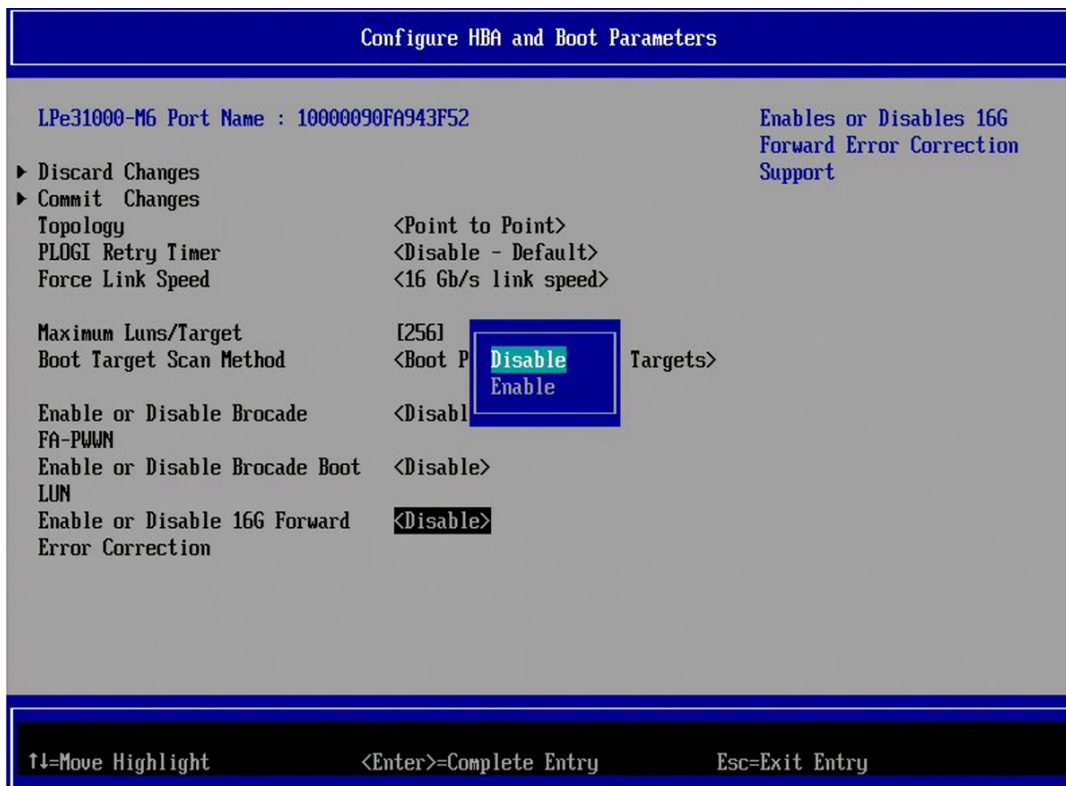 Configure HBA and Boot Parameters
LPe31000-M6 Port Name : 10000090FA943F52
Enables or Disables 16G
Forward Error Correction
Support
▶ Discard Changes
▶ Commit  Changes
Topology <Point to Point>
PLOGI Retry Timer <Disable - Default>
Force Link Speed <16 Gb/s link speed>
Maximum Luns/Target [256]
Boot Target Scan Method <Boot P Targets>
Disable
Enable
Enable or Disable Brocade <Disabl
FA-PWWN
Enable or Disable Brocade Boot <Disable>
LUN
Enable or Disable 16G Forward <Disable>
Error Correction
↑↓=Move Highlight <Enter>=Complete Entry Esc=Exit Entry